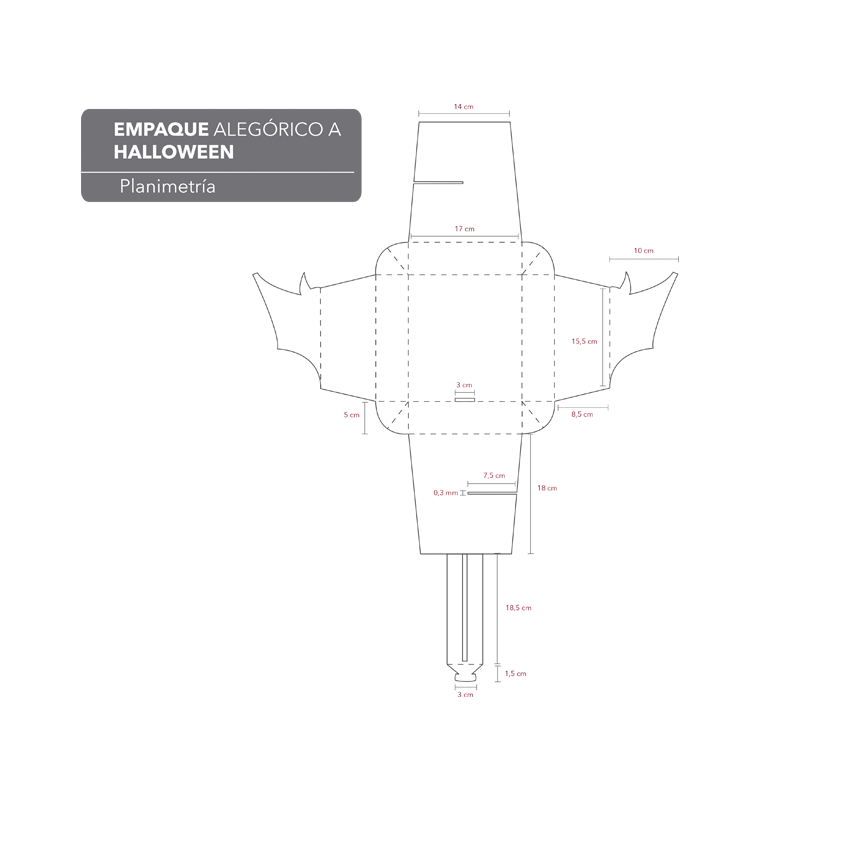 EMPAQUE ALEGÓRICO A
HALLOWEEN
Planimetría
14 cm
17 cm
10 cm
15,5 cm
3 cm
5 cm
8,5 cm
7,5 cm
0,3 mm
18 cm
18,5 cm
1,5 cm
3 cm